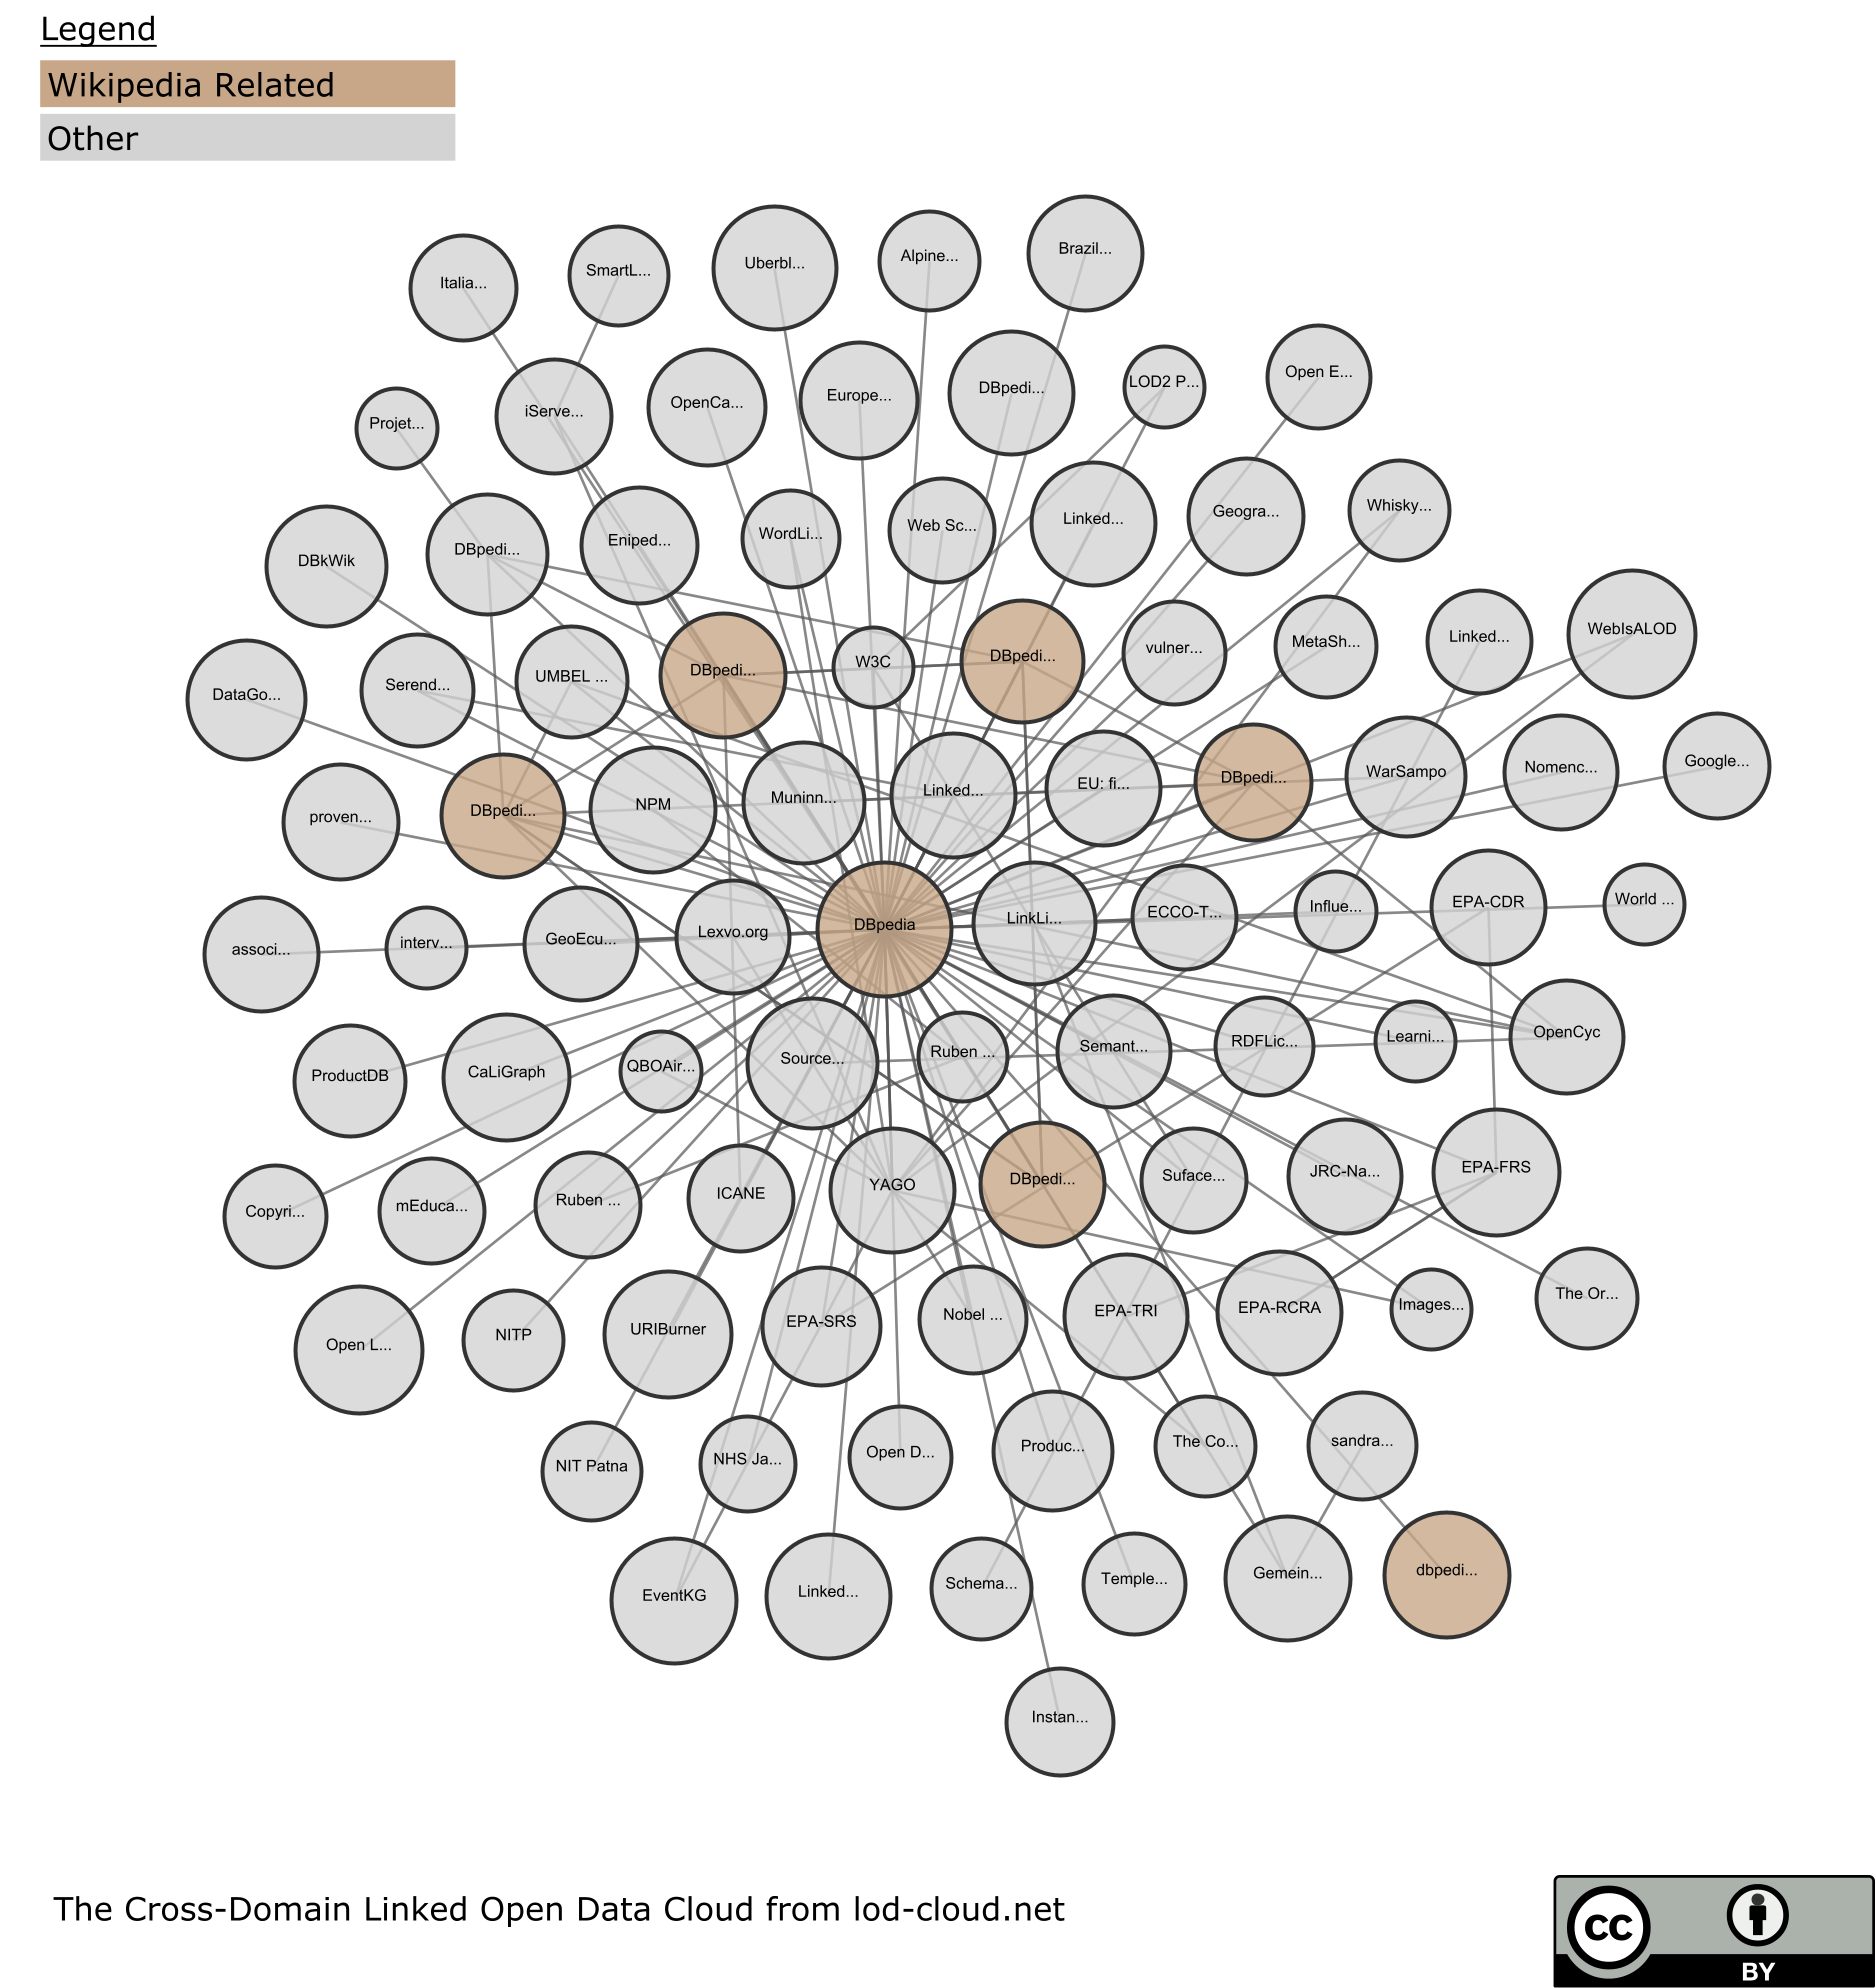 Legend
Wikipedia Related
Other
Brazil...
Alpine...
Uberbl...
SmartL...
Italia...
Open E...
LOD2 P...
DBpedi...
Europe...
OpenCa...
iServe...
Projet...
Whisky...
Geogra...
Linked...
Web Sc...
WordLi...
Eniped...
DBpedi...
DBkWik
WebIsALOD
Linked...
MetaSh...
vulner...
DBpedi...
W3C
DBpedi...
UMBEL ...
Serend...
DataGo...
Google...
Nomenc...
WarSampo
DBpedi...
EU: fi...
Linked...
Muninn...
NPM
DBpedi...
proven...
World ...
EPA-CDR
Influe...
ECCO-T...
LinkLi...
DBpedia
Lexvo.org
GeoEcu...
interv...
associ...
OpenCyc
Learni...
RDFLic...
Semant...
Ruben ...
Source...
QBOAir...
CaLiGraph
ProductDB
EPA-FRS
JRC-Na...
Suface...
DBpedi...
YAGO
ICANE
Ruben ...
mEduca...
Copyri...
The Or...
Images...
EPA-RCRA
EPA-TRI
Nobel ...
EPA-SRS
URIBurner
NITP
Open L...
sandra...
The Co...
Produc...
Open D...
NHS Ja...
NIT Patna
dbpedi...
Gemein...
Temple...
Schema...
Linked...
EventKG
Instan...
The Cross-Domain Linked Open Data Cloud from lod-cloud.net
cc
BY